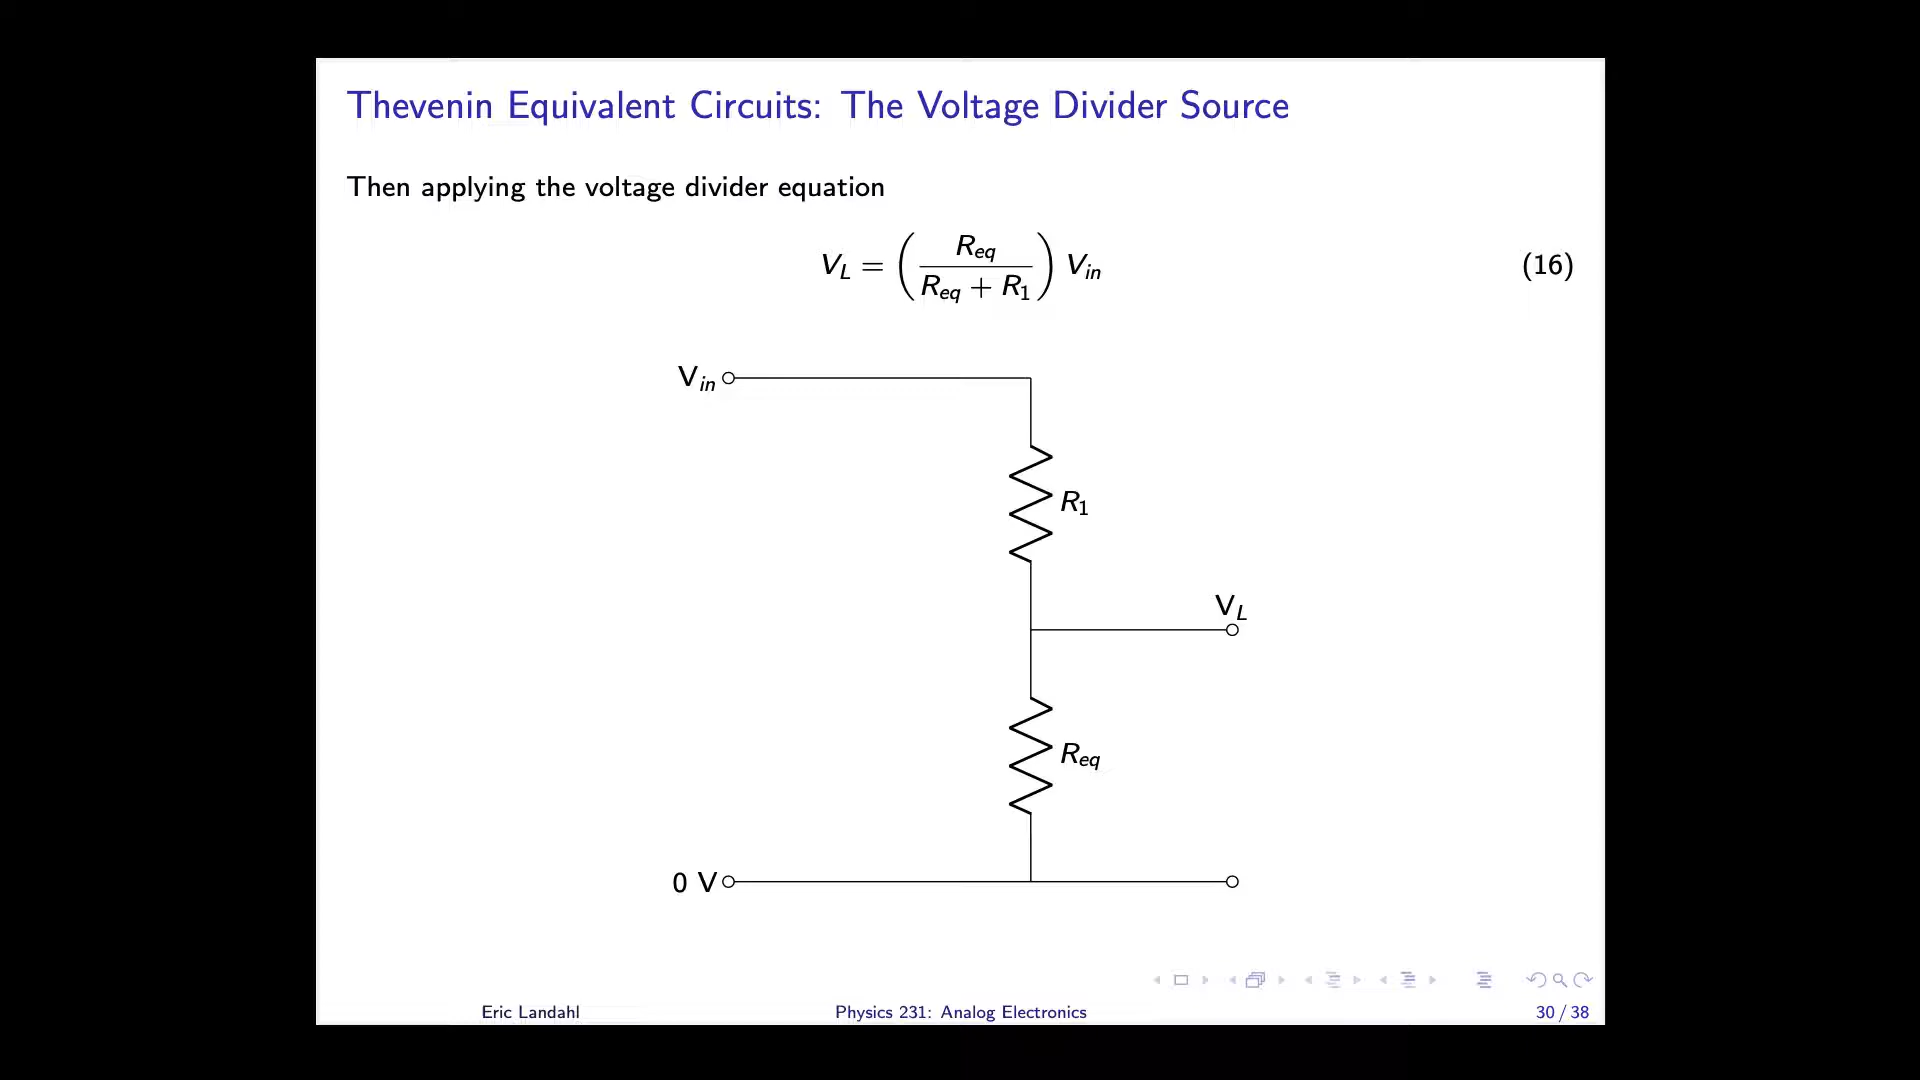 Thevenin Equivalent Circuits: The Voltage Divider Source
Then applying the voltage divider equation
V_L = (R_eq / (R_eq + R_1)) V_in (16)
V_in
R_1
V_L
R_eq
0 V
Eric Landahl Physics 231: Analog Electronics 30 / 38